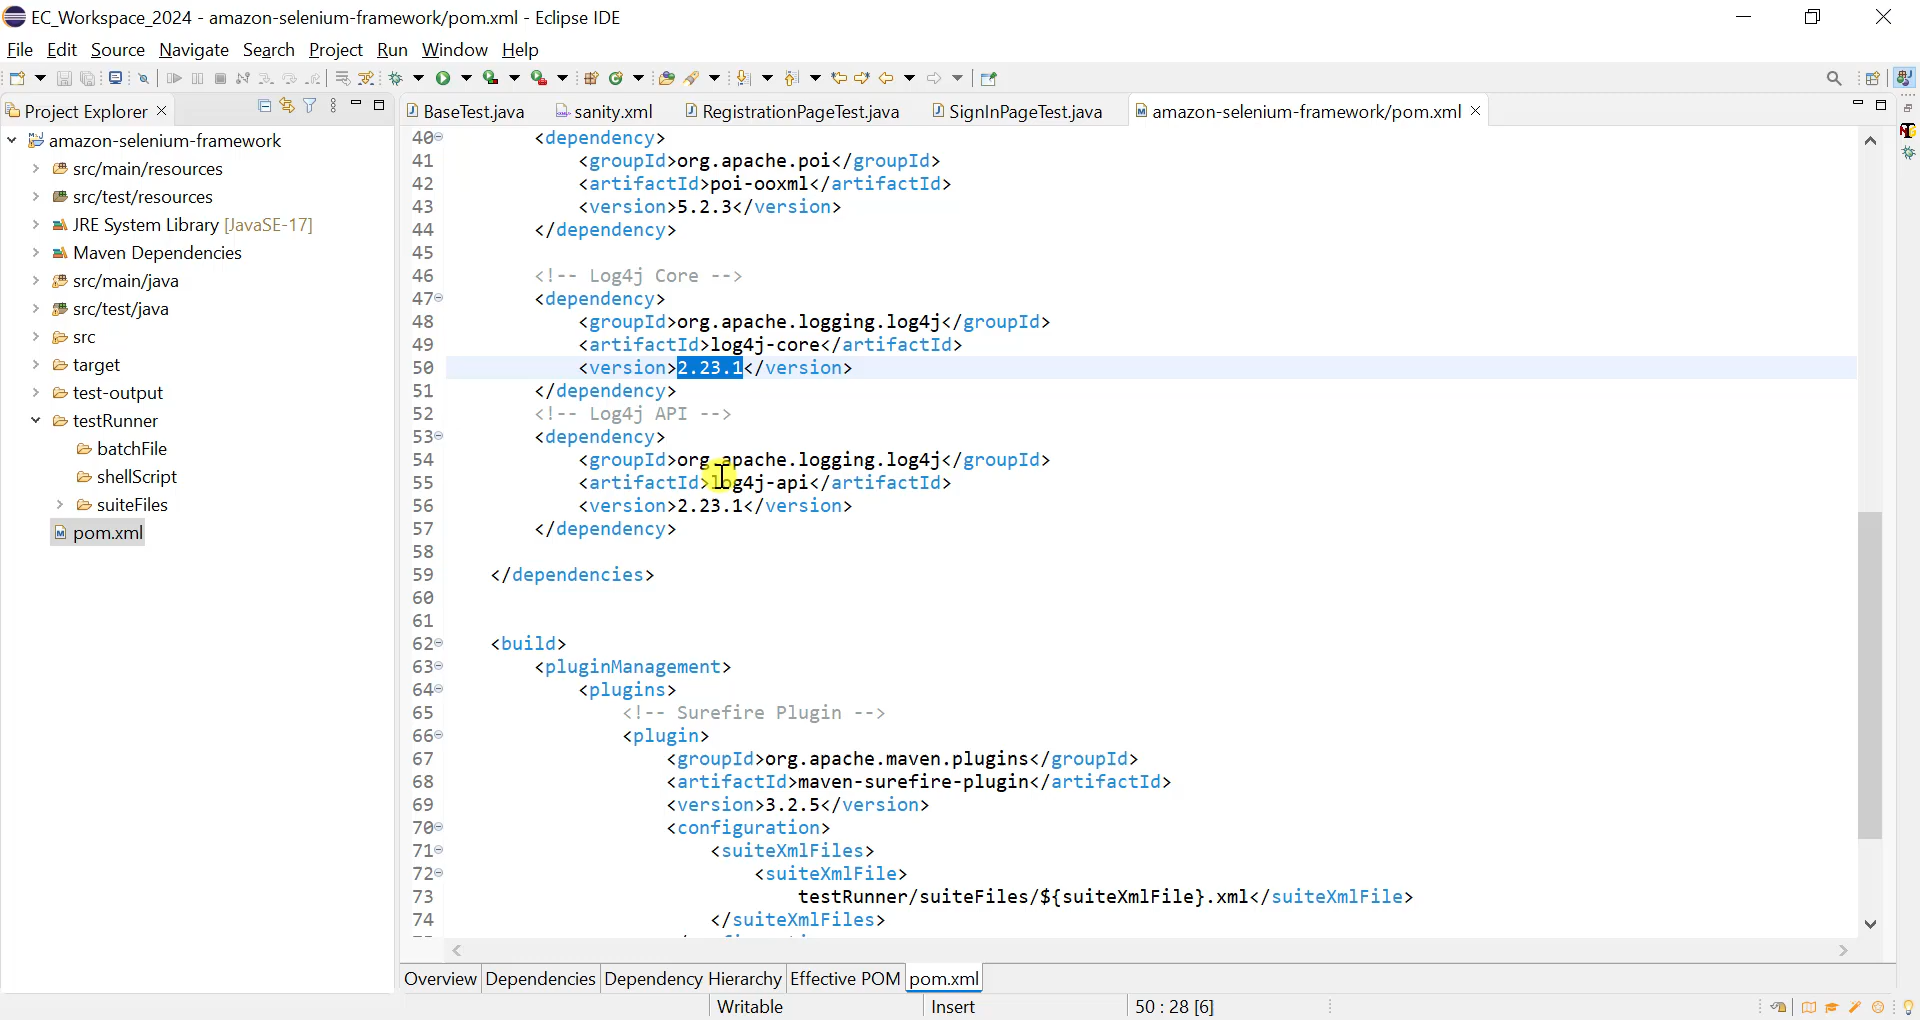 EC_Workspace_2024 - amazon-selenium-framework/pom.xml - Eclipse IDE
File Edit Source Navigate Search Project Run Window Help
Project Explorer
amazon-selenium-framework
src/main/resources
src/test/resources
JRE System Library [JavaSE-17]
Maven Dependencies
src/main/java
src/test/java
src
target
test-output
testRunner
batchFile
shellScript
suiteFiles
pom.xml
BaseTest.java sanity.xml RegistrationPageTest.java SignInPageTest.java amazon-selenium-framework/pom.xml
40 <dependency>
41 <groupId>org.apache.poi</groupId>
42 <artifactId>poi-ooxml</artifactId>
43 <version>5.2.3</version>
44 </dependency>
45
46 <!-- Log4j Core -->
47 <dependency>
48 <groupId>org.apache.logging.log4j</groupId>
49 <artifactId>log4j-core</artifactId>
50 <version>2.23.1</version>
51 </dependency>
52 <!-- Log4j API -->
53 <dependency>
54 <groupId>org.apache.logging.log4j</groupId>
55 <artifactId>log4j-api</artifactId>
56 <version>2.23.1</version>
57 </dependency>
58
59 </dependencies>
60
61
62 <build>
63 <pluginManagement>
64 <plugins>
65 <!-- Surefire Plugin -->
66 <plugin>
67 <groupId>org.apache.maven.plugins</groupId>
68 <artifactId>maven-surefire-plugin</artifactId>
69 <version>3.2.5</version>
70 <configuration>
71 <suiteXmlFiles>
72 <suiteXmlFile>
73 testRunner/suiteFiles/${suiteXmlFile}.xml</suiteXmlFile>
74 </suiteXmlFiles>
Overview Dependencies Dependency Hierarchy Effective POM pom.xml
Writable Insert 50 : 28 [6]